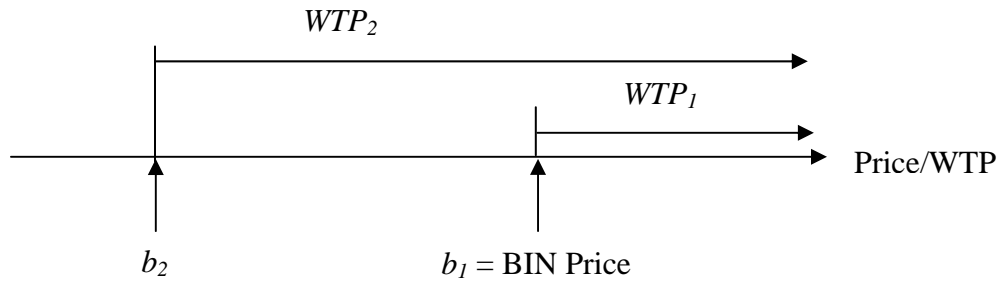 WTP2
WTP1
Price/WTP
b2
b1 = BIN Price